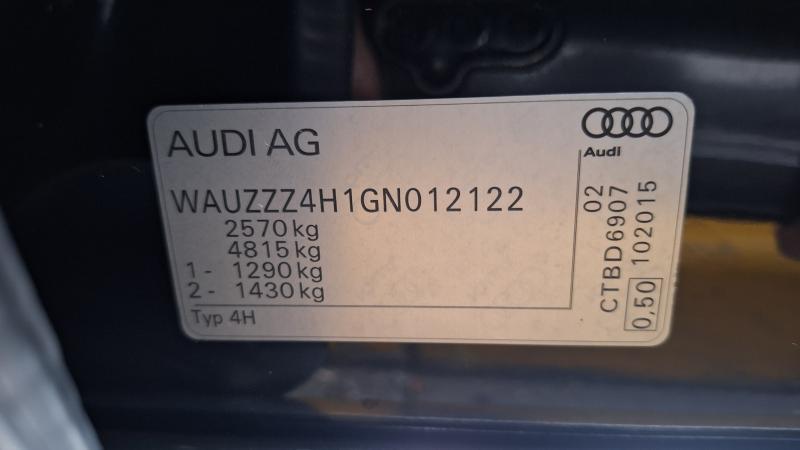 AUDI AG
Audi
WAUZZZ4H1GN012122
2570 kg
4815 kg
1 - 1290 kg
2 - 1430 kg
Typ 4H
02
CTBD6907
0,50 102015